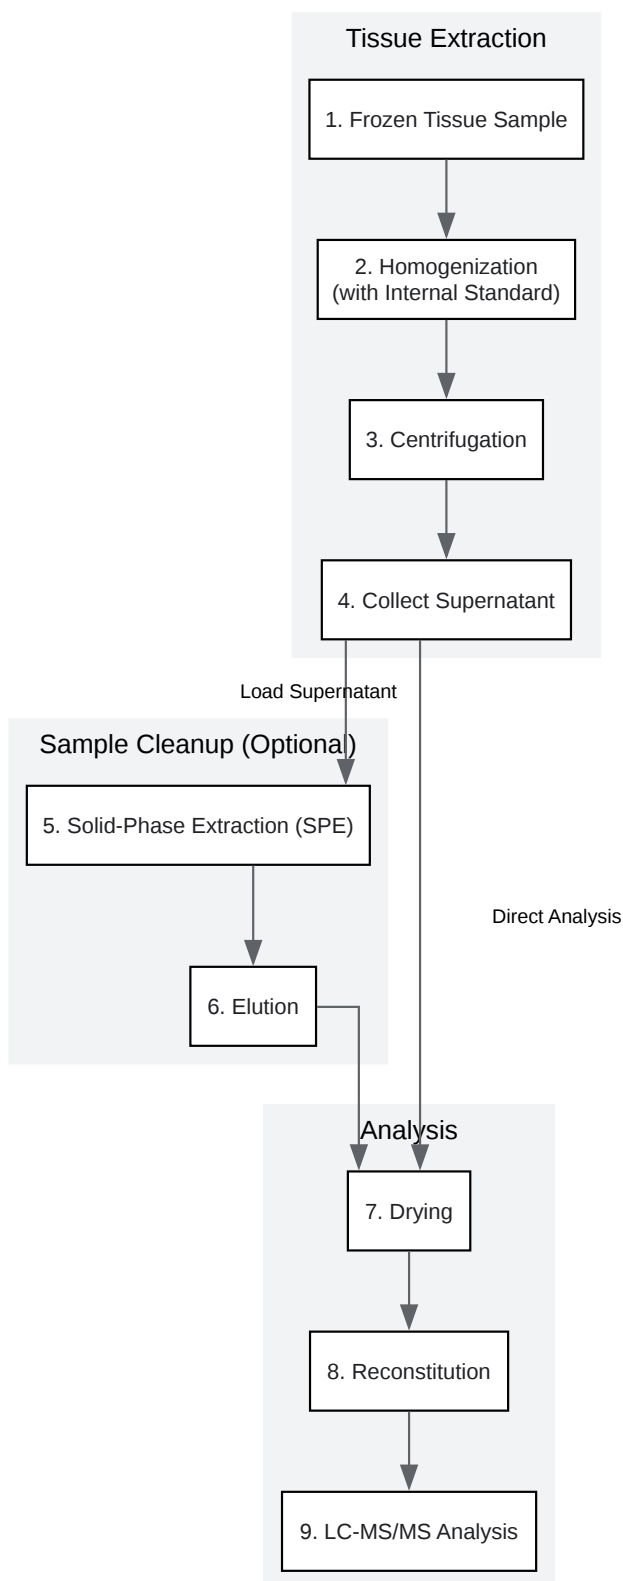 Tissue Extraction
1. Frozen Tissue Sample
2. Homogenization
(with Internal Standard)
3. Centrifugation
4. Collect Supernatant
Load Supernatant
Sample Cleanup (Optional)
5. Solid-Phase Extraction (SPE)
Direct Analysis
6. Elution
Analysis
7. Drying
8. Reconstitution
9. LC-MS/MS Analysis